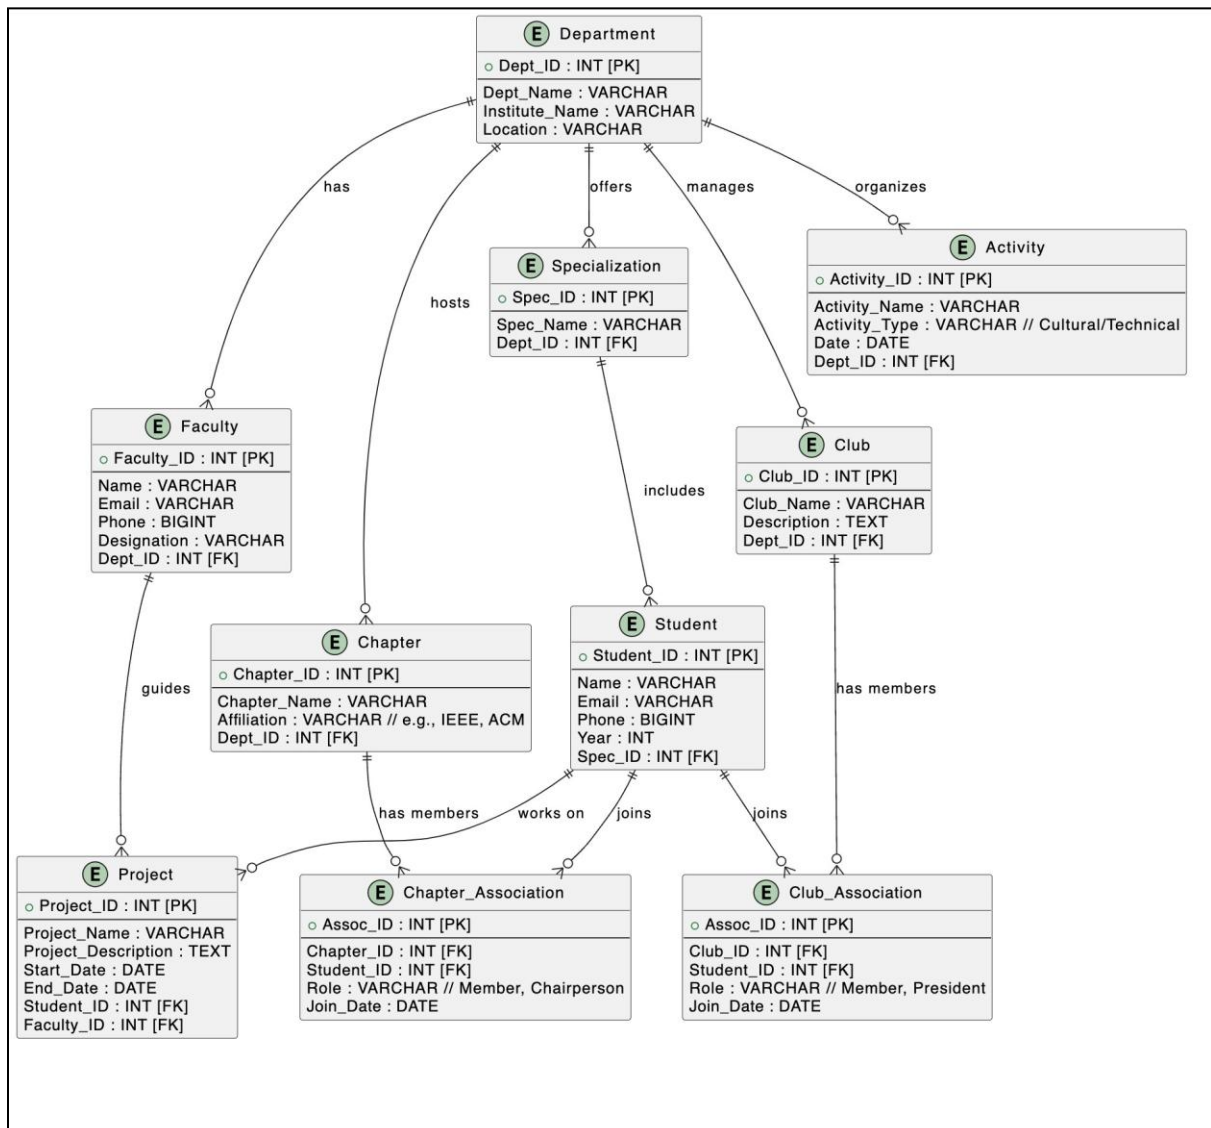 E Department
Dept_ID : INT [PK]
Dept_Name : VARCHAR
Institute_Name : VARCHAR
Location : VARCHAR
has
offers
manages
organizes
hosts
E Activity
Activity_ID : INT [PK]
Activity_Name : VARCHAR
Activity_Type : VARCHAR // Cultural/Technical
Date : DATE
Dept_ID : INT [FK]
E Specialization
Spec_ID : INT [PK]
Spec_Name : VARCHAR
Dept_ID : INT [FK]
E Faculty
Faculty_ID : INT [PK]
Name : VARCHAR
Email : VARCHAR
Phone : BIGINT
Designation : VARCHAR
Dept_ID : INT [FK]
E Club
Club_ID : INT [PK]
Club_Name : VARCHAR
Description : TEXT
Dept_ID : INT [FK]
includes
E Chapter
Chapter_ID : INT [PK]
Chapter_Name : VARCHAR
Affiliation : VARCHAR // e.g., IEEE, ACM
Dept_ID : INT [FK]
E Student
Student_ID : INT [PK]
Name : VARCHAR
Email : VARCHAR
Phone : BIGINT
Year : INT
Spec_ID : INT [FK]
guides
has members
has members
works on
joins
joins
E Project
Project_ID : INT [PK]
Project_Name : VARCHAR
Project_Description : TEXT
Start_Date : DATE
End_Date : DATE
Student_ID : INT [FK]
Faculty_ID : INT [FK]
E Chapter_Association
Assoc_ID : INT [PK]
Chapter_ID : INT [FK]
Student_ID : INT [FK]
Role : VARCHAR // Member, Chairperson
Join_Date : DATE
E Club_Association
Assoc_ID : INT [PK]
Club_ID : INT [FK]
Student_ID : INT [FK]
Role : VARCHAR // Member, President
Join_Date : DATE